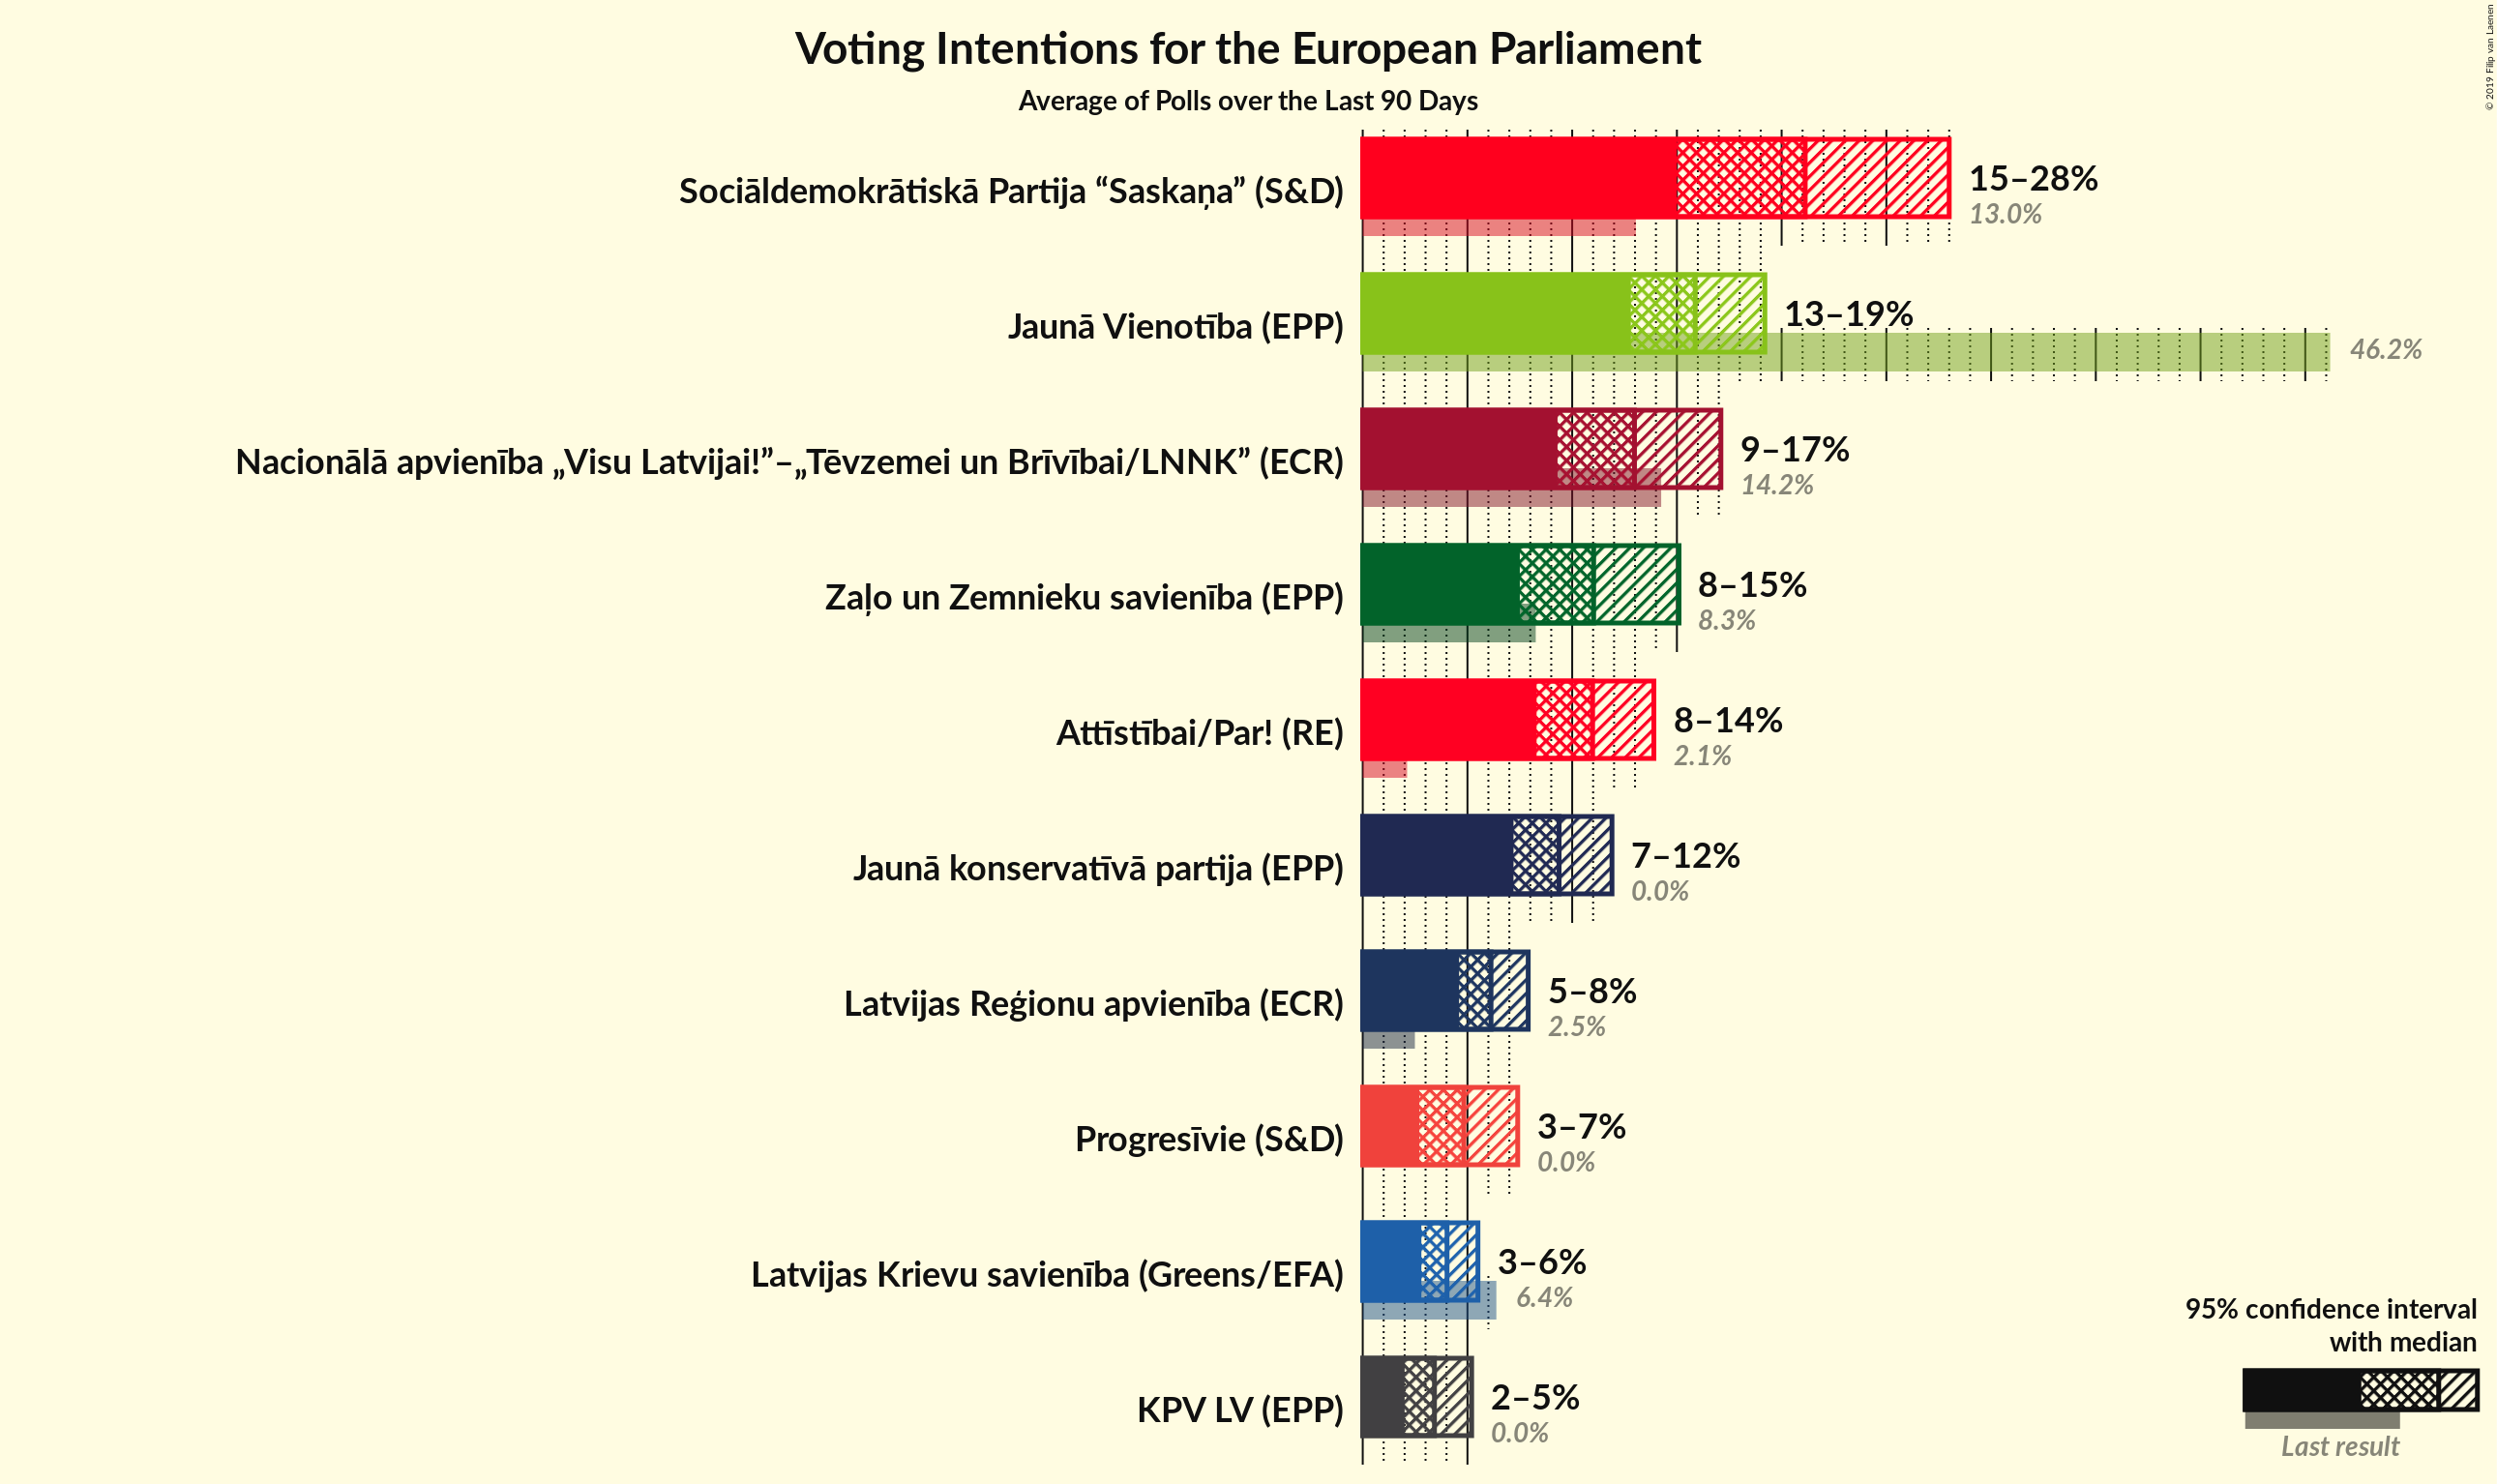 Voting Intentions for the European Parliament
Average of Polls over the Last 90 Days
© 2019 Filip van Laenen
Sociāldemokrātiskā Partija “Saskaņa” (S&D)
15–28%
13.0%
Jaunā Vienotība (EPP)
13–19%
46.2%
Nacionālā apvienība „Visu Latvijai!”–„Tēvzemei un Brīvībai/LNNK” (ECR)
9–17%
14.2%
Zaļo un Zemnieku savienība (EPP)
8–15%
8.3%
Attīstībai/Par! (RE)
8–14%
2.1%
Jaunā konservatīvā partija (EPP)
7–12%
0.0%
Latvijas Reģionu apvienība (ECR)
5–8%
2.5%
Progresīvie (S&D)
3–7%
0.0%
Latvijas Krievu savienība (Greens/EFA)
3–6%
6.4%
KPV LV (EPP)
2–5%
0.0%
95% confidence interval
with median
Last result